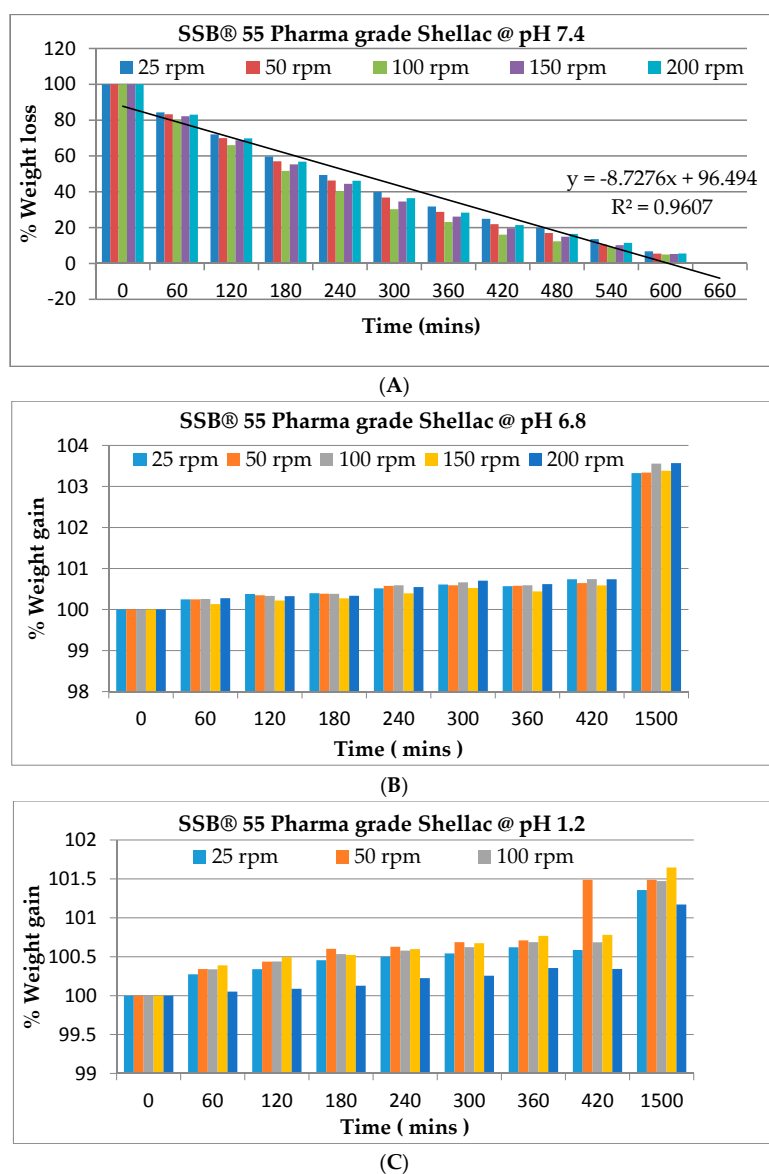 SSB® 55 Pharma grade Shellac @ pH 7.4
25 rpm 50 rpm 100 rpm 150 rpm 200 rpm
120
100
80
60
40
20
0
-20
% Weight loss
y = -8.7276x + 96.494
R² = 0.9607
0 60 120 180 240 300 360 420 480 540 600 660
Time (mins)
(A)
SSB® 55 Pharma grade Shellac @ pH 6.8
25 rpm 50 rpm 100 rpm 150 rpm 200 rpm
104
103
102
101
100
99
98
% Weight gain
0 60 120 180 240 300 360 420 1500
Time ( mins )
(B)
SSB® 55 Pharma grade Shellac @ pH 1.2
25 rpm 50 rpm 100 rpm
102
101.5
101
100.5
100
99.5
99
% Weight gain
0 60 120 180 240 300 360 420 1500
Time ( mins )
(C)